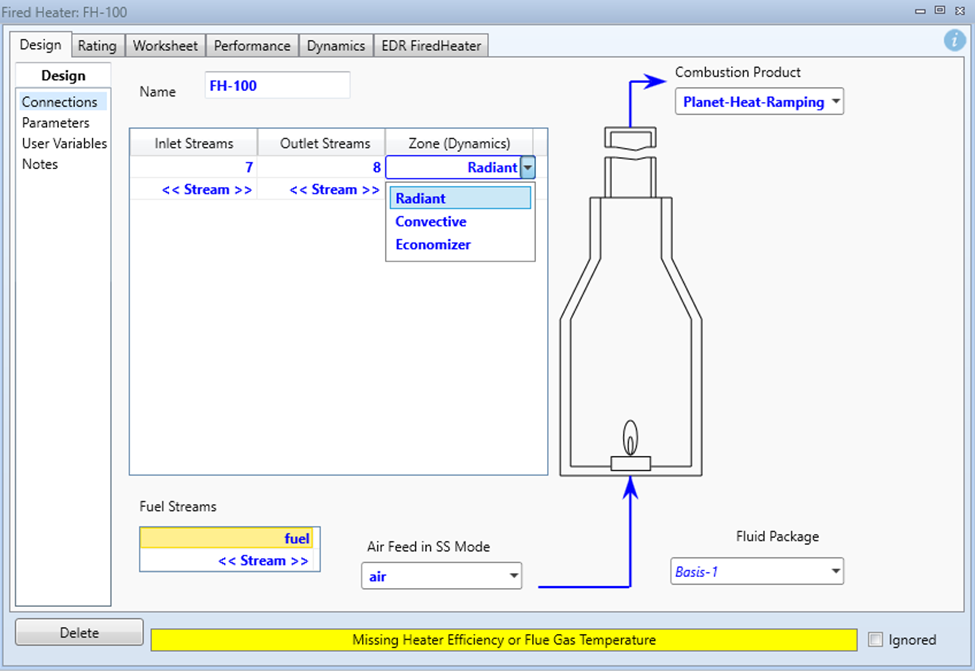 Fired Heater: FH-100
Design
Rating
Worksheet
Performance
Dynamics
EDR FiredHeater
Design
Connections
Parameters
User Variables
Notes
Name
FH-100
Inlet Streams
Outlet Streams
Zone (Dynamics)
7
8
Radiant
<< Stream >>
<< Stream >>
Radiant
Convective
Economizer
Combustion Product
Planet-Heat-Ramping
Fuel Streams
fuel
<< Stream >>
Air Feed in SS Mode
air
Fluid Package
Basis-1
Delete
Missing Heater Efficiency or Flue Gas Temperature
Ignored
i